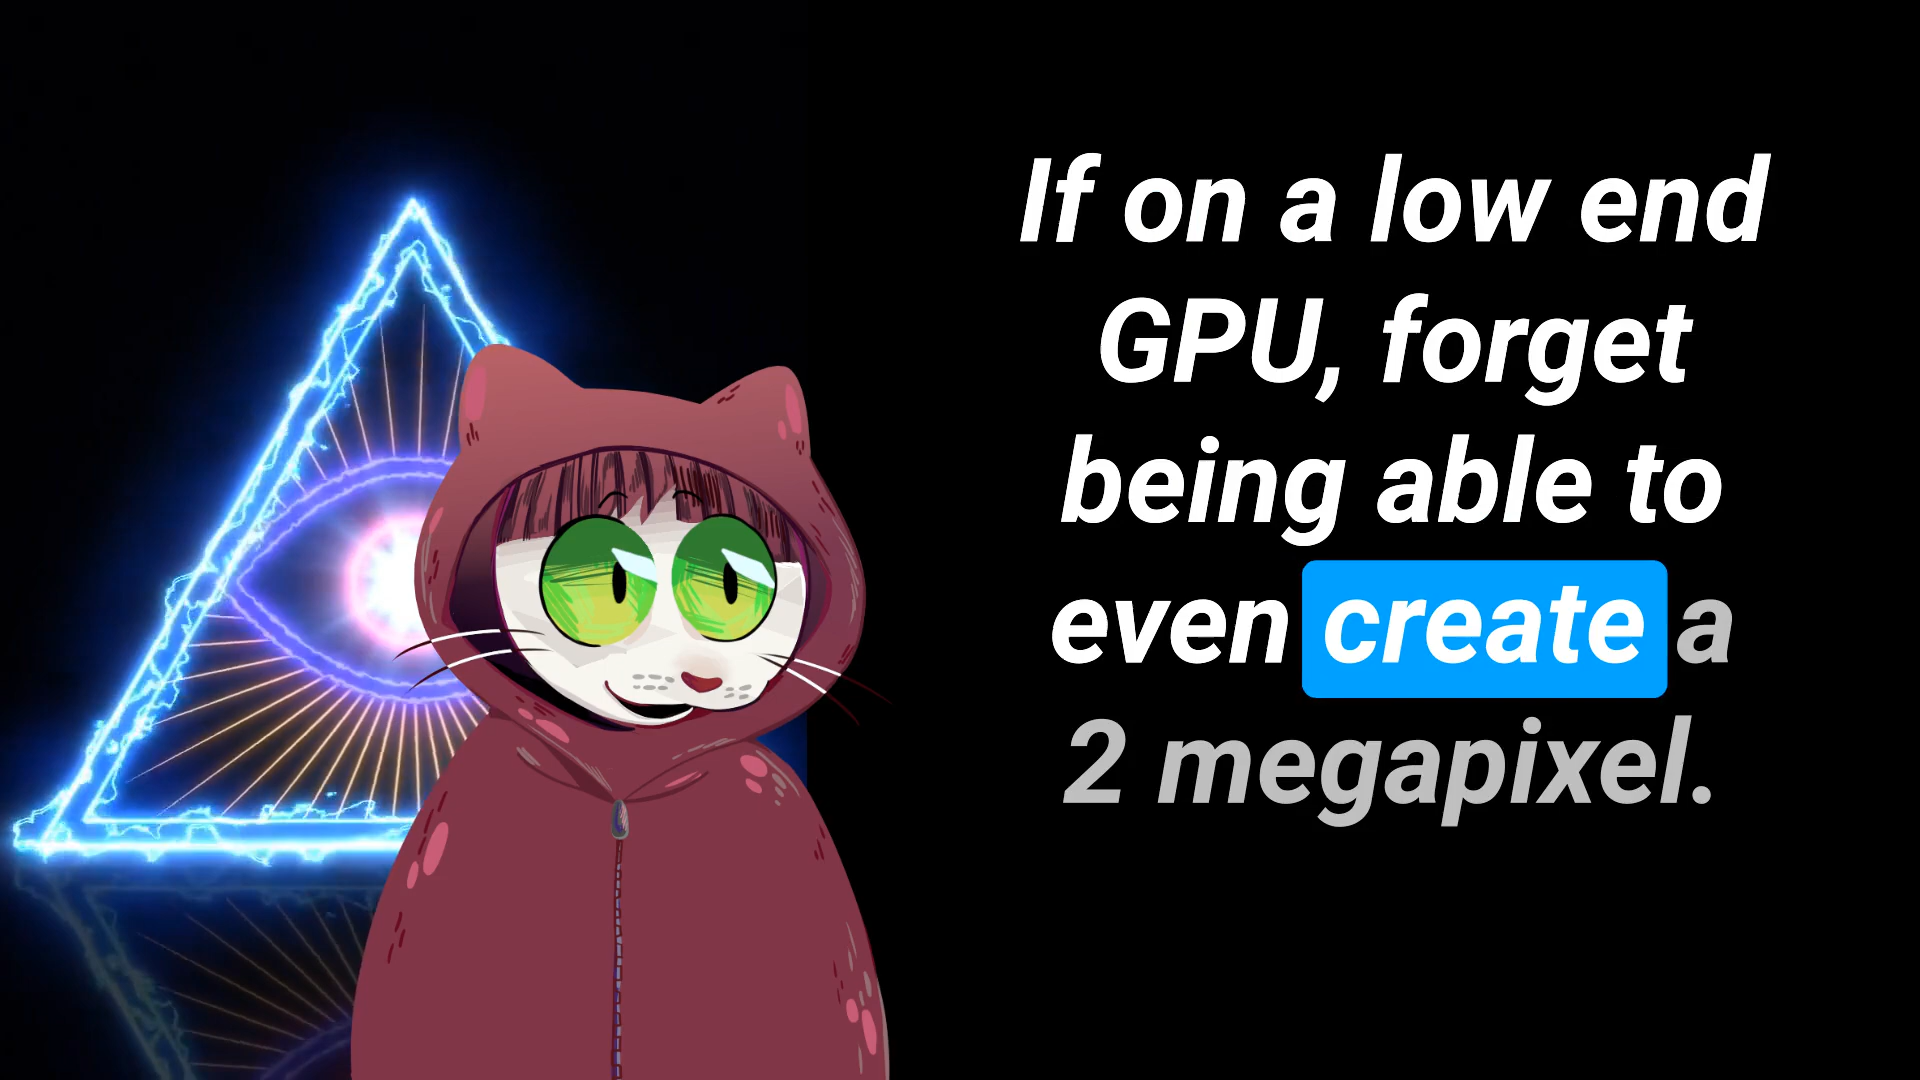 If on a low end
GPU, forget
being able to
even create a
2 megapixel.